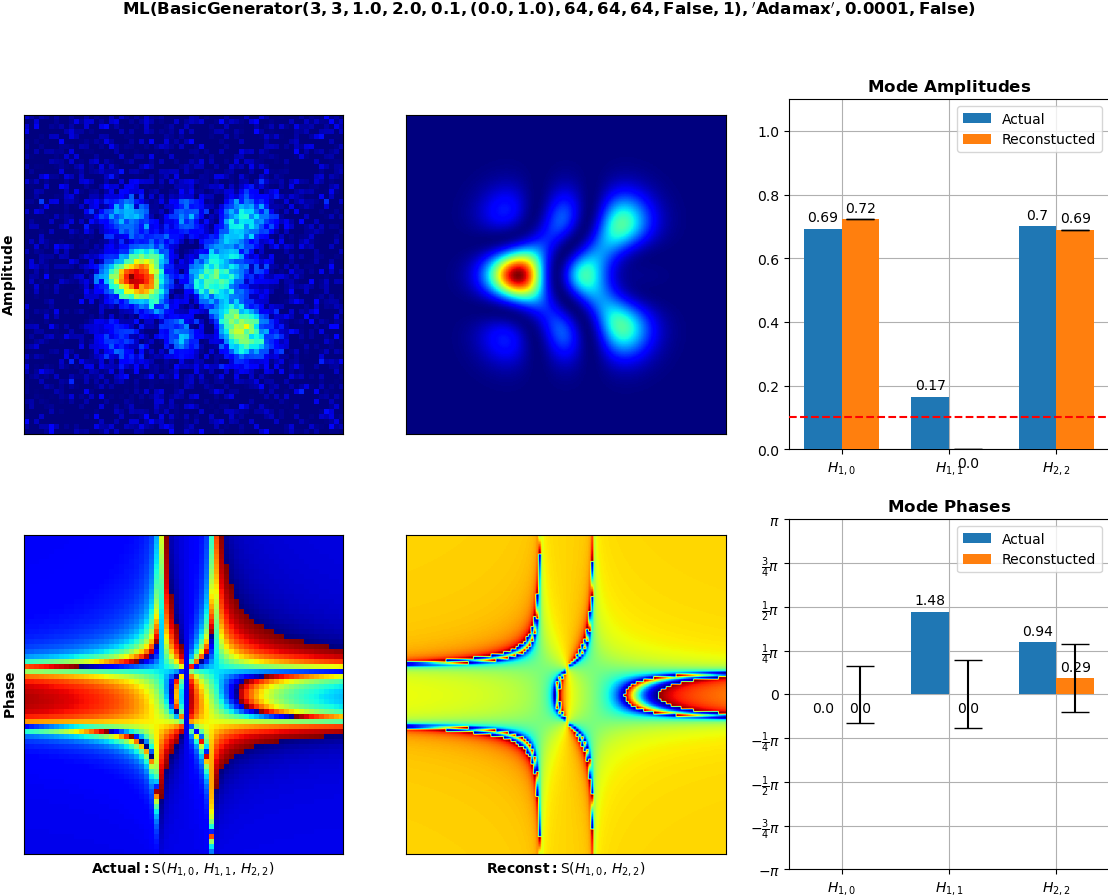 ML(BasicGenerator(3, 3, 1.0, 2.0, 0.1, (0.0, 1.0), 64, 64, 64, False, 1), ′Adamax′, 0.0001, False)
Amplitude
Mode Amplitudes
Actual
Reconstucted
1.0
0.8
0.6
0.4
0.2
0.0
0.69
0.72
0.17
0.0
0.7
0.69
H1,0
H1,1
H2,2
Phase
Actual: S(H1,0, H1,1, H2,2)
Reconst: S(H1,0, H2,2)
Mode Phases
Actual
Reconstucted
π
3/4π
1/2π
1/4π
0
−1/4π
−1/2π
−3/4π
−π
0.0
0.0
1.48
0.0
0.94
0.29
H1,0
H1,1
H2,2